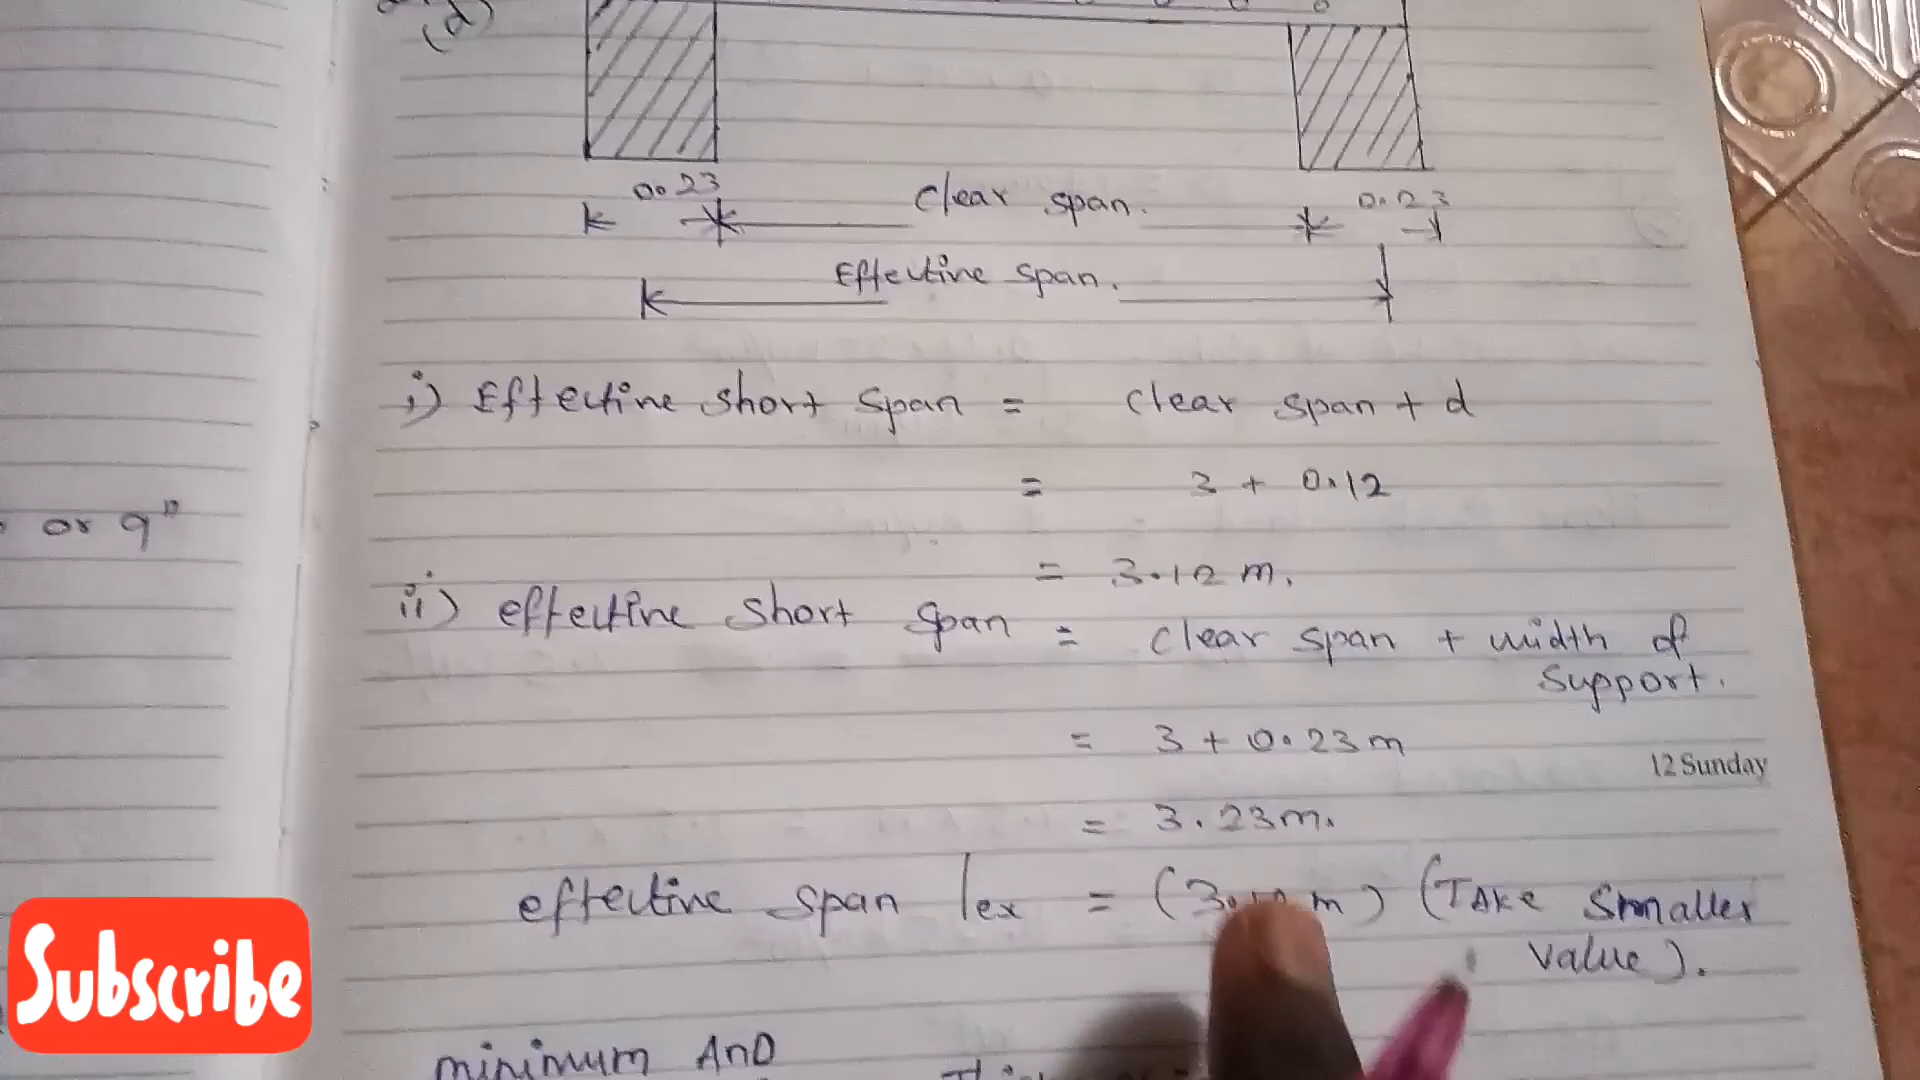 (d)
0.23 clear span. 0.23
Effective span.
i) Effective short span = clear span + d
= 3 + 0.12
or 9"
= 3.12 m.
ii) effective short span = clear span + width of
support.
= 3 + 0.23 m
12 Sunday
= 3.23m.
effective span lex = (3.12 m) (Take smaller
value).
Subscribe
minimum AND